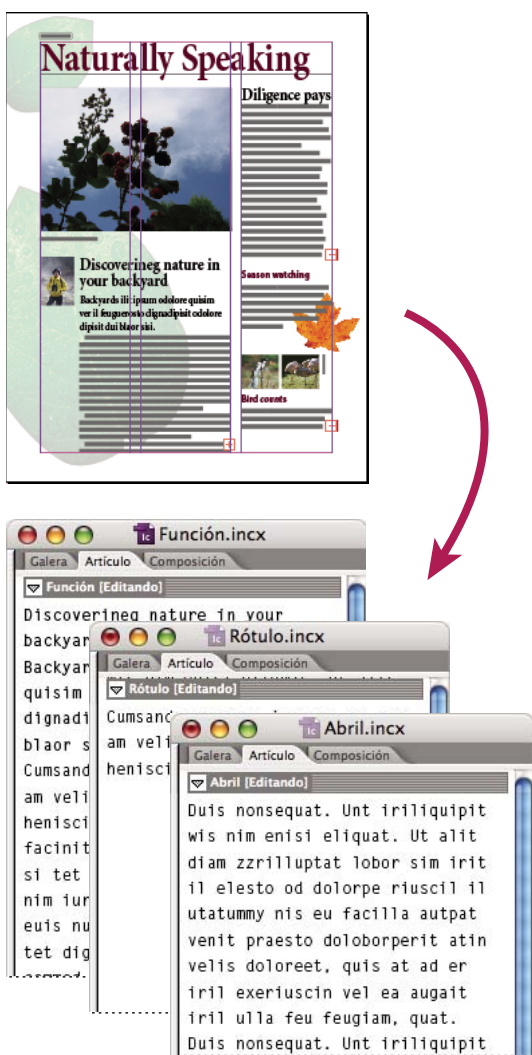 Naturally Speaking
Diligence pays
Discoverineg nature in
your backyard
Backyards ilit ipsum odolore quisim
ver il feuguerosto dignadipisit odolore
dipisit dui blaor sisi.
Season watching
Bird counts
Función.incx
Galera Artículo Composición
Función [Editando]
Discoverineg nature in your
backyar
Backyar
quisim
dignadi
blaor s
Cumsand
am veli
henisci
facinit
si tet
nim iur
euis nu
tet dig
Rótulo.incx
Galera Artículo Composición
Rótulo [Editando]
Cumsand
am veli
henisci
Abril.incx
Galera Artículo Composición
Abril [Editando]
Duis nonsequat. Unt iriliquipit
wis nim enisi eliquat. Ut alit
diam zzrilluptat lobor sim irit
il elesto od dolorpe riuscil il
utatummy nis eu facilla autpat
venit praesto doloborperit atin
velis doloreet, quis at ad er
iril exeriuscin vel ea augait
iril ulla feu feugiam, quat.
Duis nonsequat. Unt iriliquipit